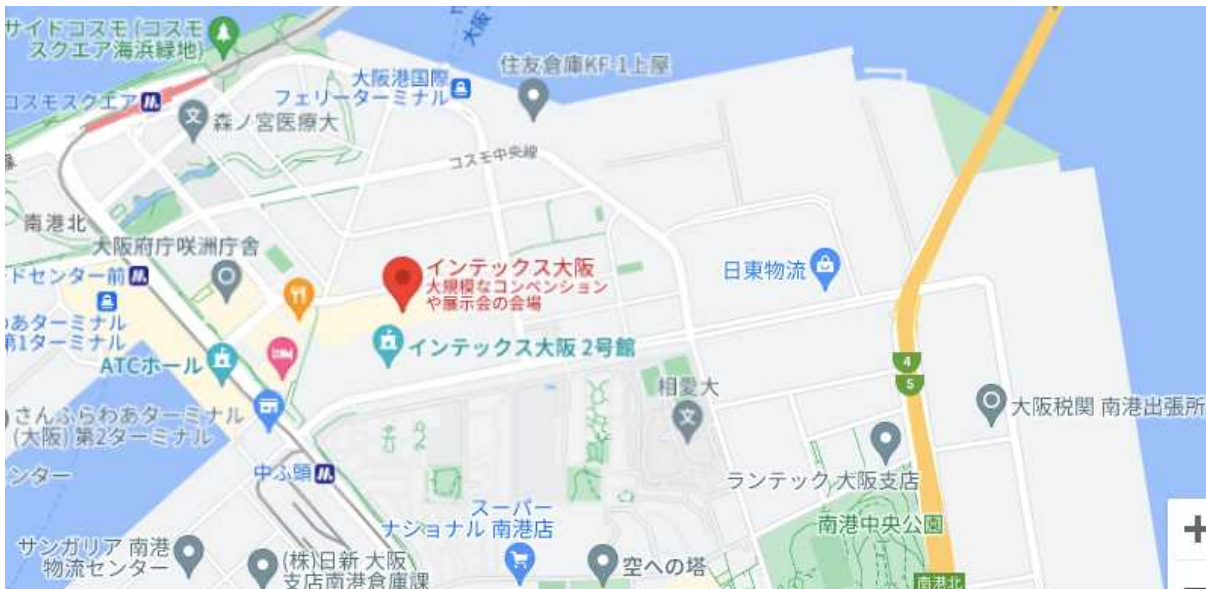 サイドコスモ (コスモ
スクエア海浜緑地)
大阪
住友倉庫KF-1上屋
大阪港国際
フェリーターミナル
コスモスクエア
森ノ宮医療大
コスモ中央線
南港北
大阪府庁咲洲庁舎
ドセンター前
インテックス大阪
大規模なコンベンション
や展示会の会場
日東物流
わあターミナル
第1ターミナル
インテックス大阪 2号館
ATCホール
4
5
相愛大
大阪税関 南港出張所
さんふらわあターミナル
(大阪) 第2ターミナル
ンター
中ふ頭
ランテック 大阪支店
スーパー
ナショナル 南港店
南港中央公園
サンガリア 南港
物流センター
(株)日新 大阪
支店南港倉庫課
空への塔
南港北
+